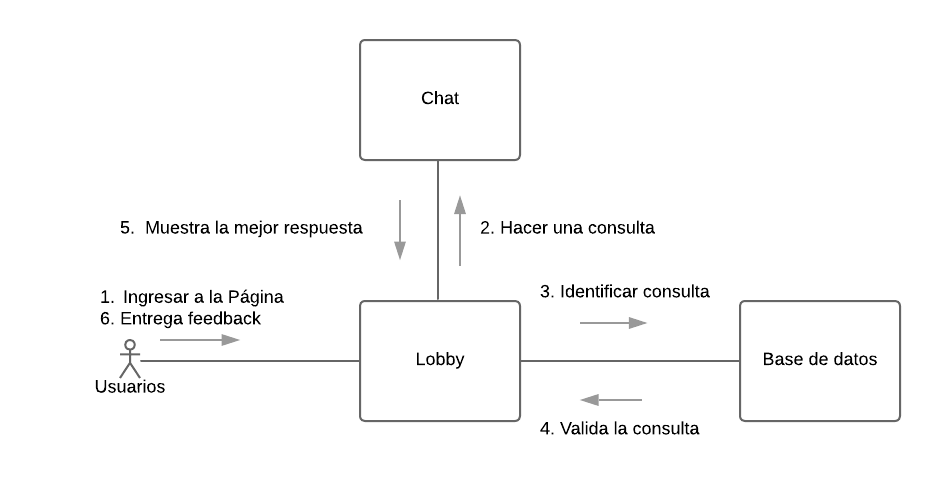 Chat
5. Muestra la mejor respuesta
2. Hacer una consulta
1. Ingresar a la Página
6. Entrega feedback
3. Identificar consulta
Usuarios
Lobby
Base de datos
4. Valida la consulta